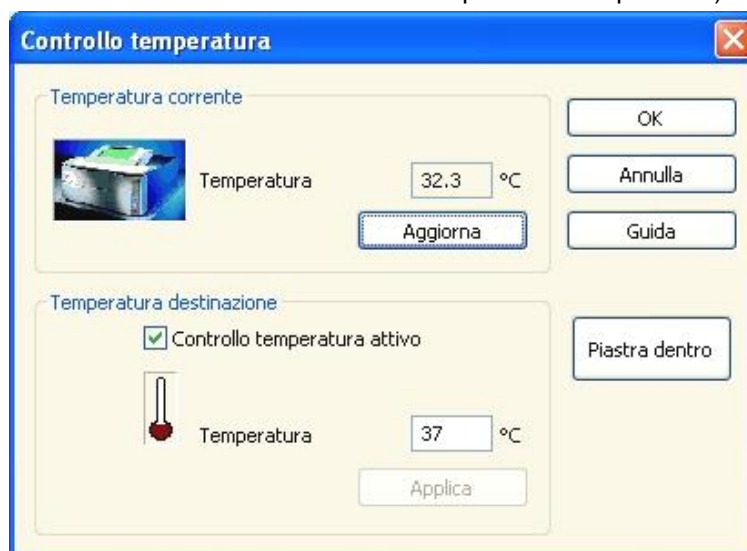 Controllo temperatura
Temperatura corrente
Temperatura 32.3 °C
Aggiorna
OK
Annulla
Guida
Temperatura destinazione
Controllo temperatura attivo
Temperatura 37 °C
Applica
Piastra dentro